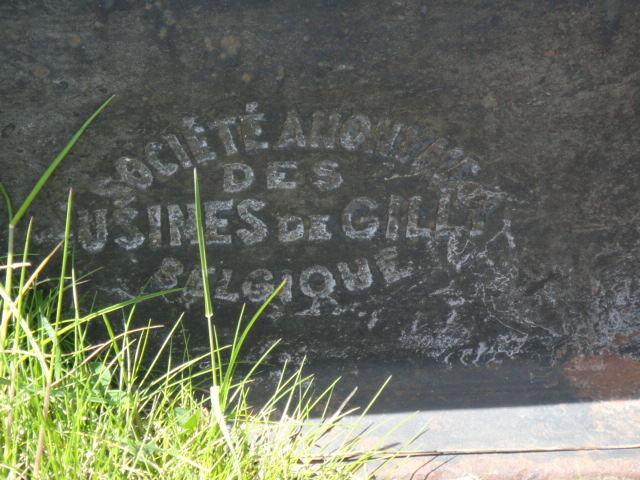 SOCIÉTÉ ANONYME
DES
USINES DE GILLY
BELGIQUE